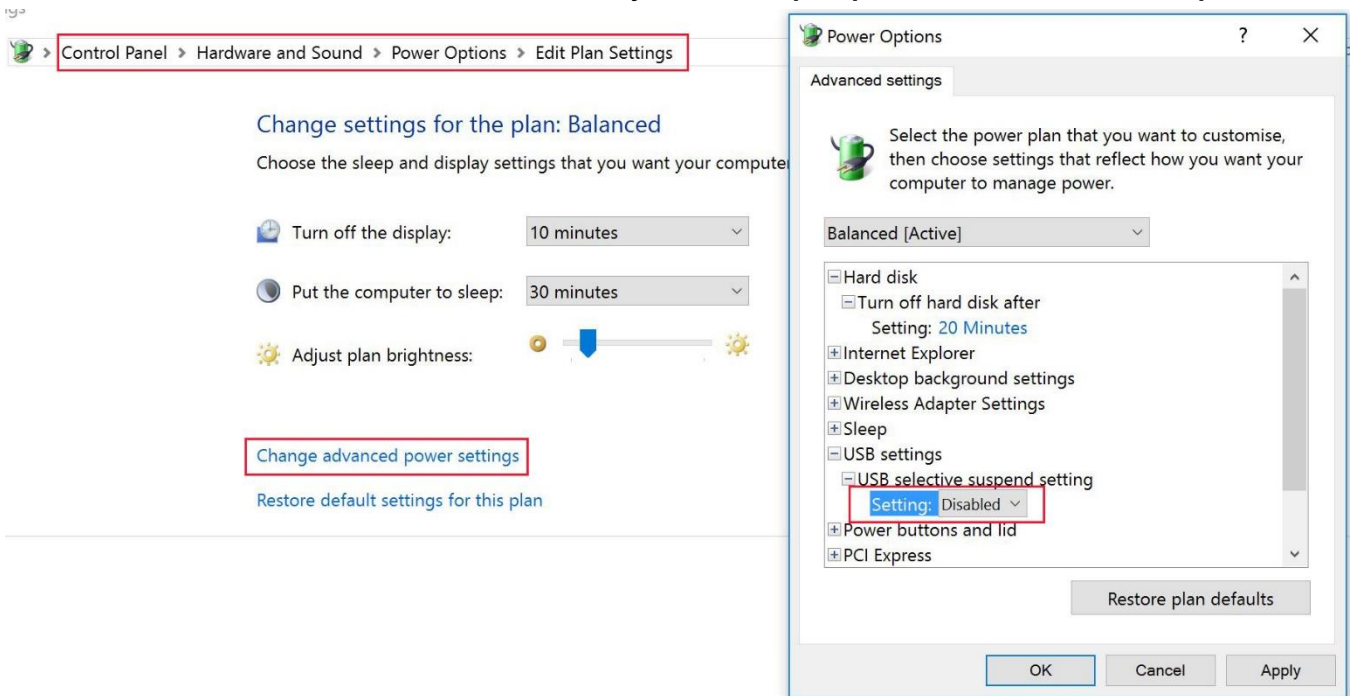 Control Panel > Hardware and Sound > Power Options > Edit Plan Settings
Change settings for the plan: Balanced
Choose the sleep and display settings that you want your compute
Turn off the display: 10 minutes
Put the computer to sleep: 30 minutes
Adjust plan brightness:
Change advanced power settings
Restore default settings for this plan
Power Options ? X
Advanced settings
Select the power plan that you want to customise,
then choose settings that reflect how you want your
computer to manage power.
Balanced [Active]
Hard disk
Turn off hard disk after
Setting: 20 Minutes
Internet Explorer
Desktop background settings
Wireless Adapter Settings
Sleep
USB settings
USB selective suspend setting
Setting: Disabled
Power buttons and lid
PCI Express
Restore plan defaults
OK Cancel Apply